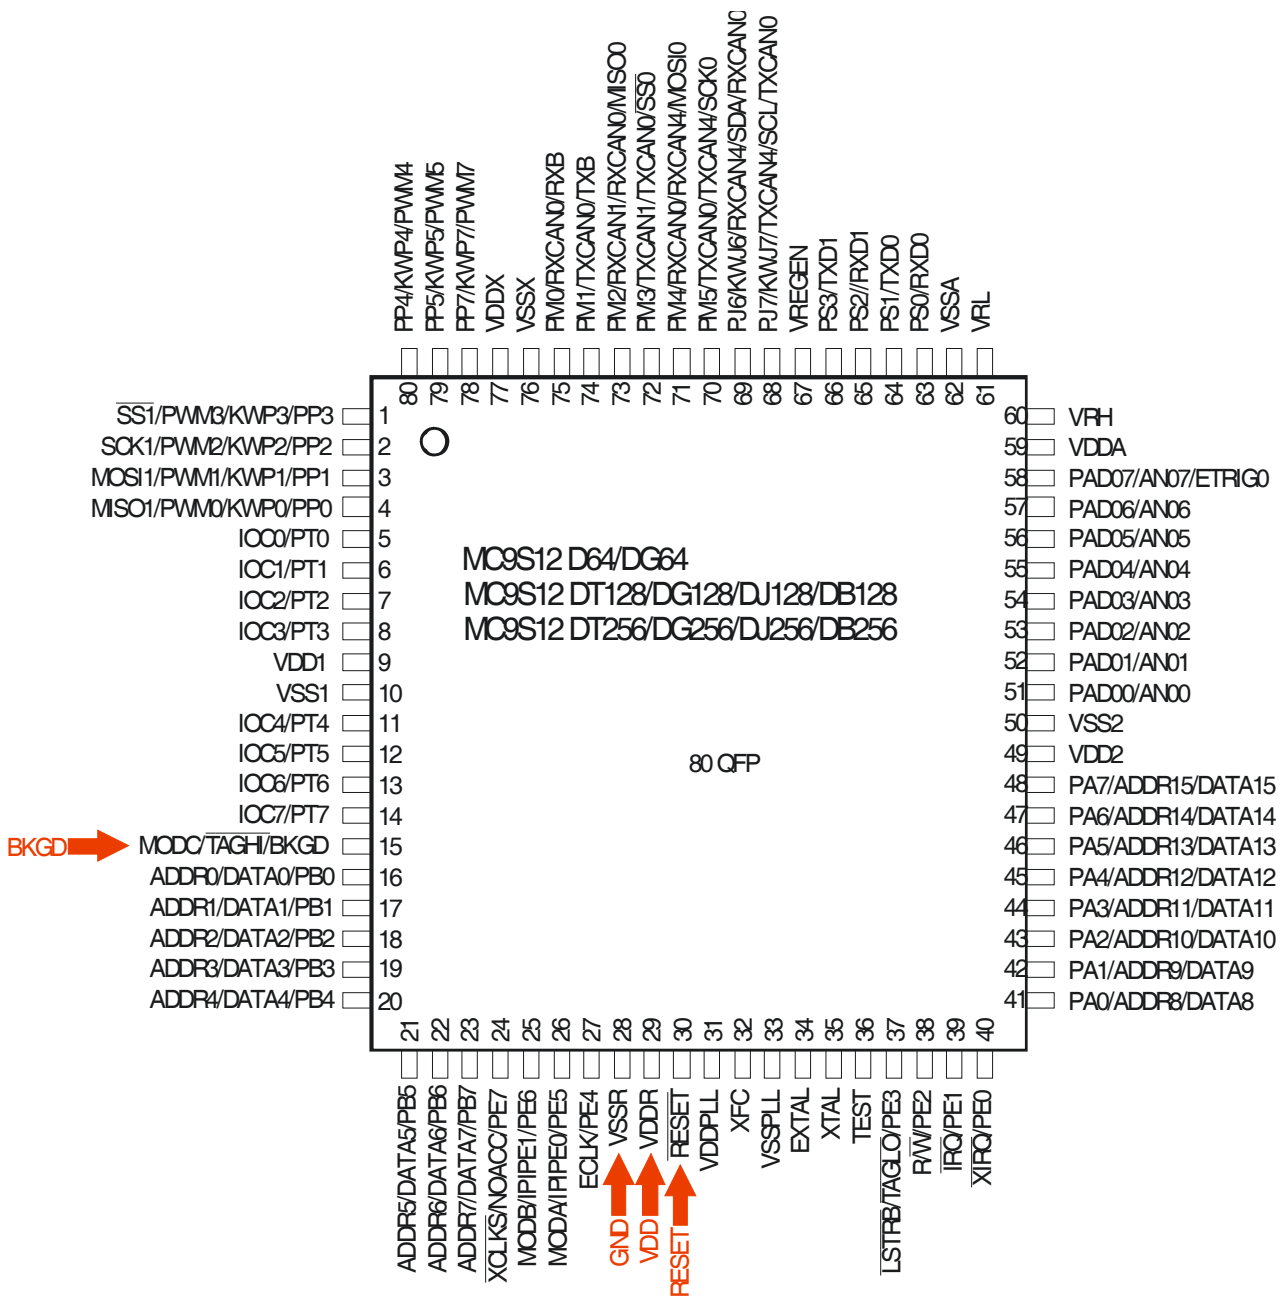 PP4/KWP4/PWM4
PP5/KWP5/PWM5
PP7/KWP7/PWM7
VDDX
VSSX
PM0/RXCAN0/RXB
PM1/TXCAN0/TXB
PM2/RXCAN1/RXCAN0/MISO0
PM3/TXCAN1/TXCAN0/SS0
PM4/RXCAN0/RXCAN4/MOSI0
PM5/TXCAN0/TXCAN4/SCK0
PJ6/KWJ6/RXCAN4/SDA/RXCAN0
PJ7/KWJ7/TXCAN4/SCL/TXCAN0
VREGEN
PS3/TXD1
PS2//RXD1
PS1/TXD0
PS0/RXD0
VSSA
VRL
80 79 78 77 76 75 74 73 72 71 70 69 68 67 66 65 64 63 62 61
SS1/PWM3/KWP3/PP3 1
SCK1/PWM2/KWP2/PP2 2
MOSI1/PWM1/KWP1/PP1 3
MISO1/PWM0/KWP0/PP0 4
IOC0/PT0 5
IOC1/PT1 6
IOC2/PT2 7
IOC3/PT3 8
VDD1 9
VSS1 10
IOC4/PT4 11
IOC5/PT5 12
IOC6/PT6 13
IOC7/PT7 14
BKGD MODC/TAGHI/BKGD 15
ADDR0/DATA0/PB0 16
ADDR1/DATA1/PB1 17
ADDR2/DATA2/PB2 18
ADDR3/DATA3/PB3 19
ADDR4/DATA4/PB4 20
MC9S12 D64/DG64
MC9S12 DT128/DG128/DJ128/DB128
MC9S12 DT256/DG256/DJ256/DB256
80 QFP
60 VRH
59 VDDA
58 PAD07/AN07/ETRIG0
57 PAD06/AN06
56 PAD05/AN05
55 PAD04/AN04
54 PAD03/AN03
53 PAD02/AN02
52 PAD01/AN01
51 PAD00/AN00
50 VSS2
49 VDD2
48 PA7/ADDR15/DATA15
47 PA6/ADDR14/DATA14
46 PA5/ADDR13/DATA13
45 PA4/ADDR12/DATA12
44 PA3/ADDR11/DATA11
43 PA2/ADDR10/DATA10
42 PA1/ADDR9/DATA9
41 PA0/ADDR8/DATA8
21 22 23 24 25 26 27 28 29 30 31 32 33 34 35 36 37 38 39 40
ADDR5/DATA5/PB5
ADDR6/DATA6/PB6
ADDR7/DATA7/PB7
XCLKS/NOACC/PE7
MODB/IPIPE1/PE6
MODA/IPIPE0/PE5
ECLK/PE4
VSSR
VDDR
RESET
VDDPLL
XFC
VSSPLL
EXTAL
XTAL
TEST
LSTRB/TAGLO/PE3
R/W/PE2
IRQ/PE1
XIRQ/PE0
GND
VDD
RESET